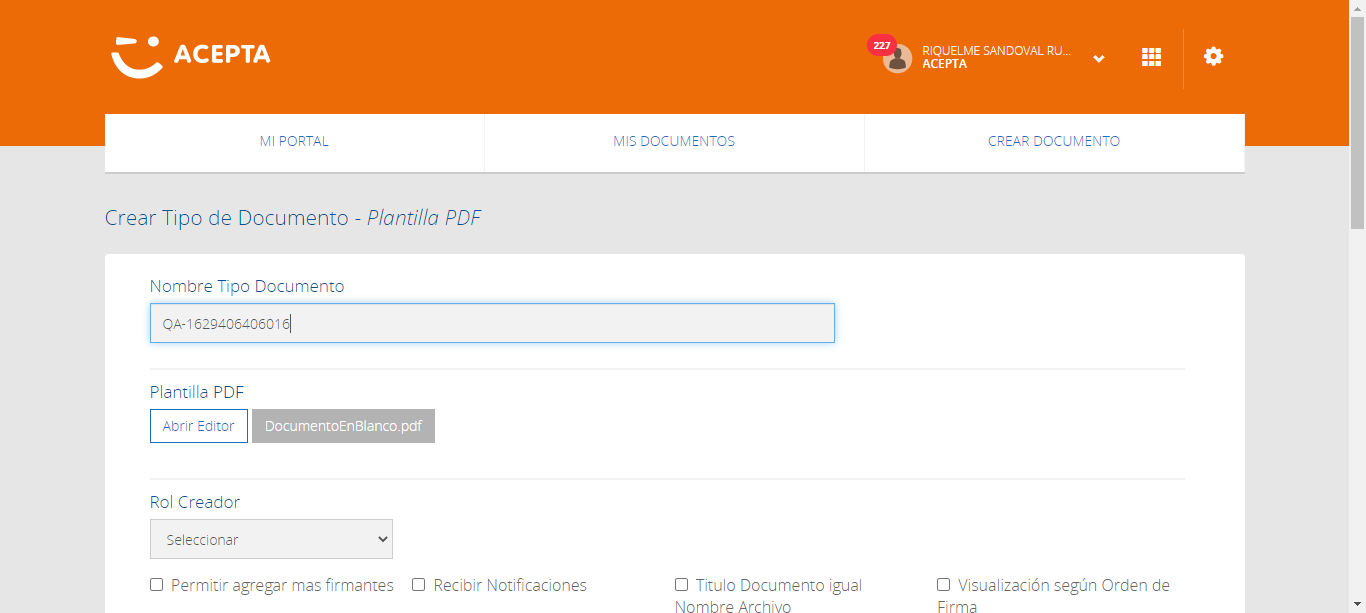 ACEPTA
227
RIQUELME SANDOVAL RU...
ACEPTA
MI PORTAL
MIS DOCUMENTOS
CREAR DOCUMENTO
Crear Tipo de Documento - Plantilla PDF
Nombre Tipo Documento
QA-1629406406016
Plantilla PDF
Abrir Editor
DocumentoEnBlanco.pdf
Rol Creador
Seleccionar
Permitir agregar mas firmantes
Recibir Notificaciones
Titulo Documento igual
Nombre Archivo
Visualización según Orden de
Firma